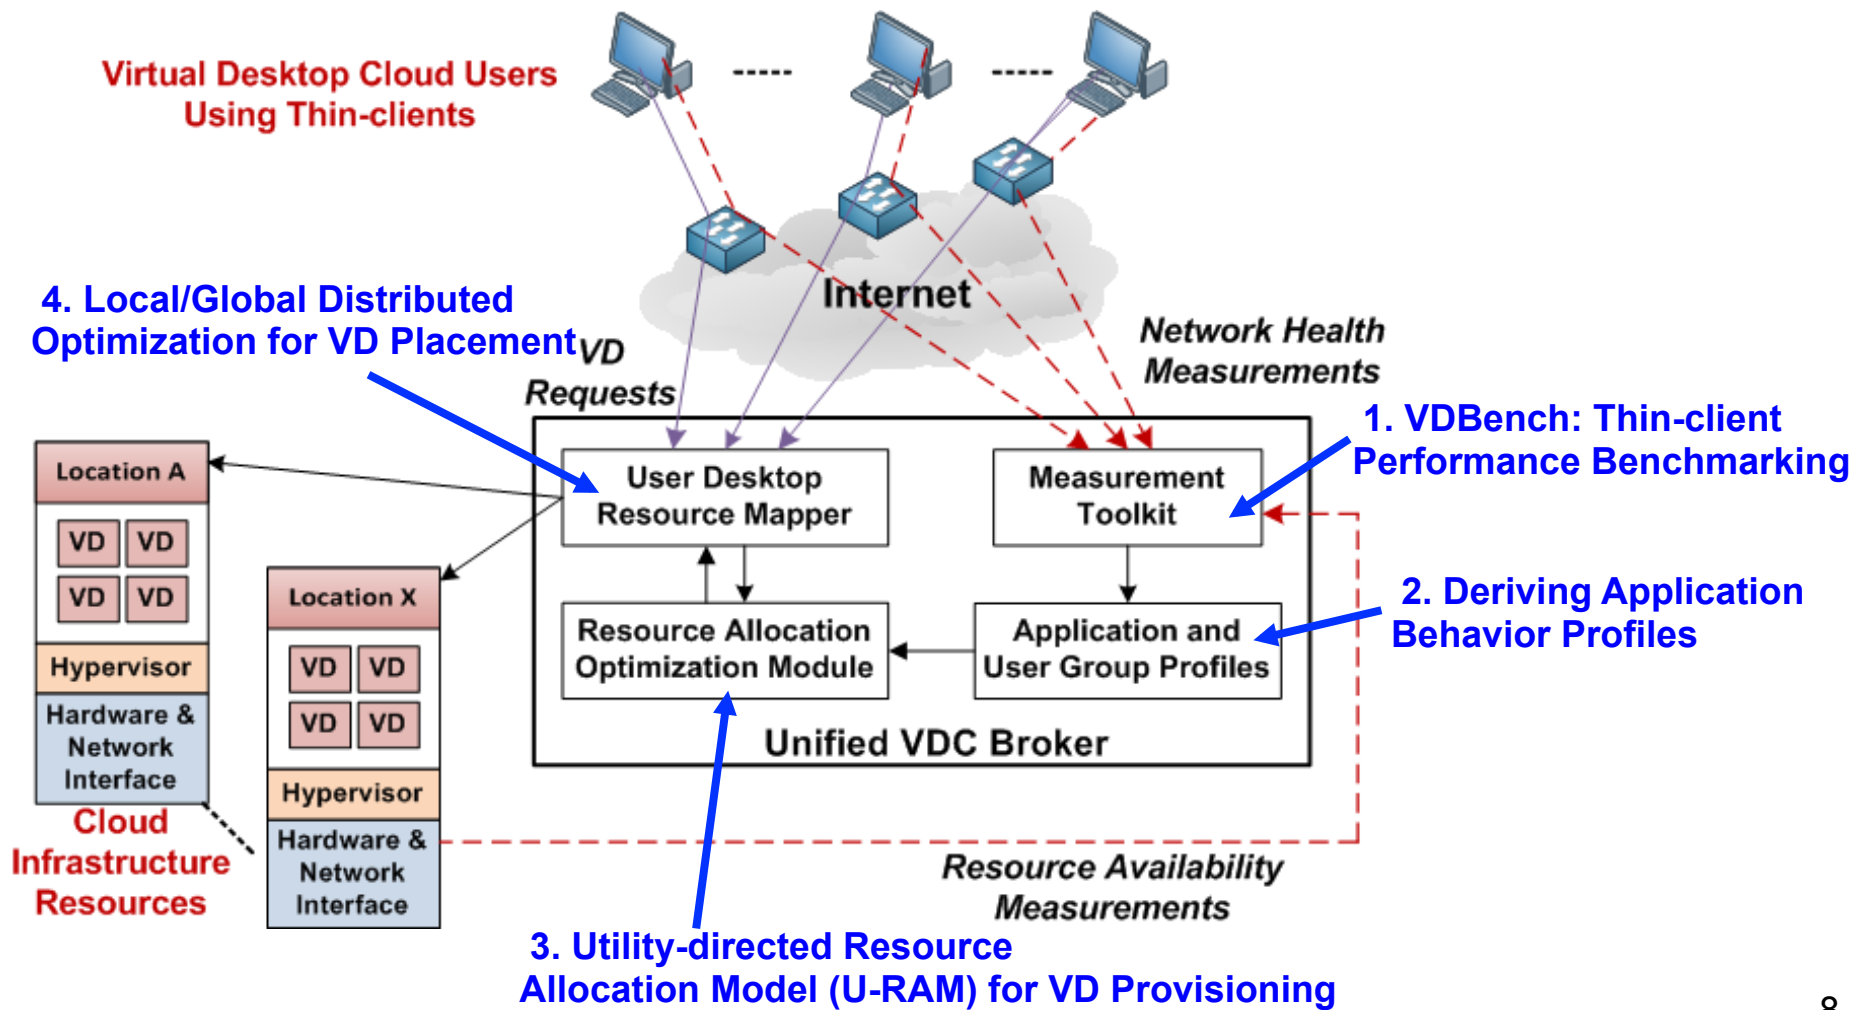 Virtual Desktop Cloud Users
Using Thin-clients
Internet
4. Local/Global Distributed
Optimization for VD Placement
VD
Requests
Network Health
Measurements
1. VDBench: Thin-client
Performance Benchmarking
Location A
VD VD
VD VD
Hypervisor
Hardware &
Network
Interface
Location X
VD VD
VD VD
Hypervisor
Hardware &
Network
Interface
Cloud
Infrastructure
Resources
User Desktop
Resource Mapper
Measurement
Toolkit
2. Deriving Application
Behavior Profiles
Resource Allocation
Optimization Module
Application and
User Group Profiles
Unified VDC Broker
Resource Availability
Measurements
3. Utility-directed Resource
Allocation Model (U-RAM) for VD Provisioning
8